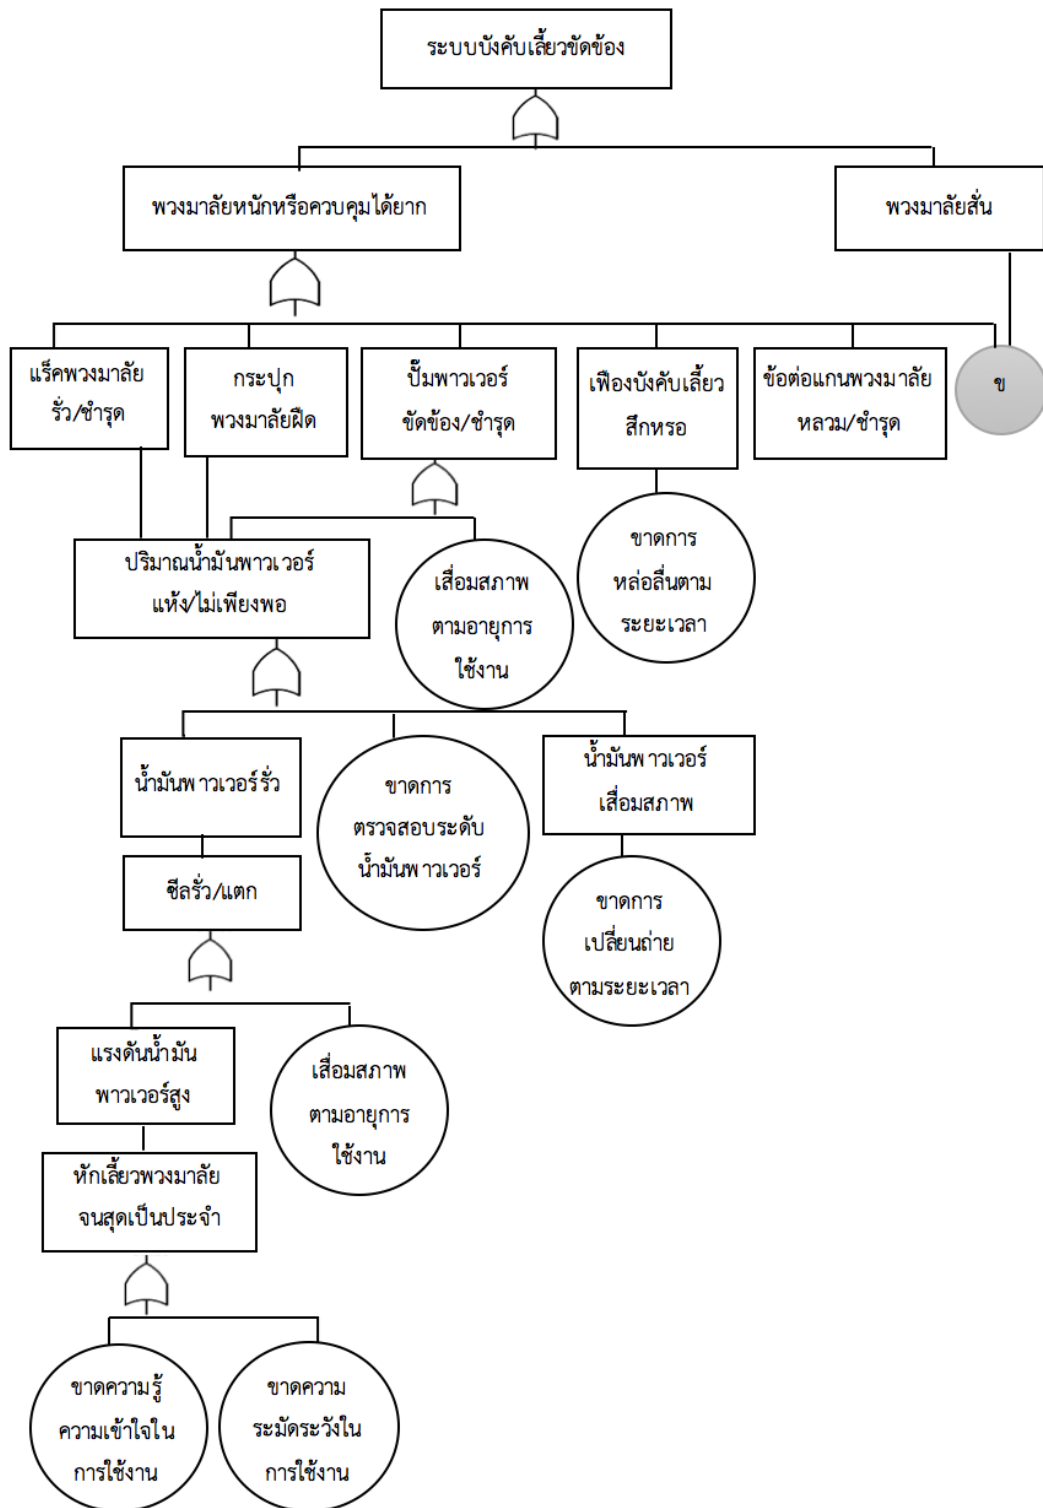 ระบบบังคับเลี้ยวขัดข้อง
พวงมาลัยหนักหรือควบคุมได้ยาก
พวงมาลัยสั่น
แร็คพวงมาลัย
รั่ว/ชำรุด
กระปุก
พวงมาลัยฝืด
ปั๊มพาวเวอร์
ขัดข้อง/ชำรุด
เฟืองบังคับเลี้ยว
สึกหรอ
ข้อต่อแกนพวงมาลัย
หลวม/ชำรุด
ข
ปริมาณน้ำมันพาวเวอร์
แห้ง/ไม่เพียงพอ
เสื่อมสภาพ
ตามอายุการ
ใช้งาน
ขาดการ
หล่อลื่นตาม
ระยะเวลา
น้ำมันพาวเวอร์รั่ว
ขาดการ
ตรวจสอบระดับ
น้ำมันพาวเวอร์
น้ำมันพาวเวอร์
เสื่อมสภาพ
ซีลรั่ว/แตก
ขาดการ
เปลี่ยนถ่าย
ตามระยะเวลา
แรงดันน้ำมัน
พาวเวอร์สูง
เสื่อมสภาพ
ตามอายุการ
ใช้งาน
หักเลี้ยวพวงมาลัย
จนสุดเป็นประจำ
ขาดความรู้
ความเข้าใจใน
การใช้งาน
ขาดความ
ระมัดระวังใน
การใช้งาน